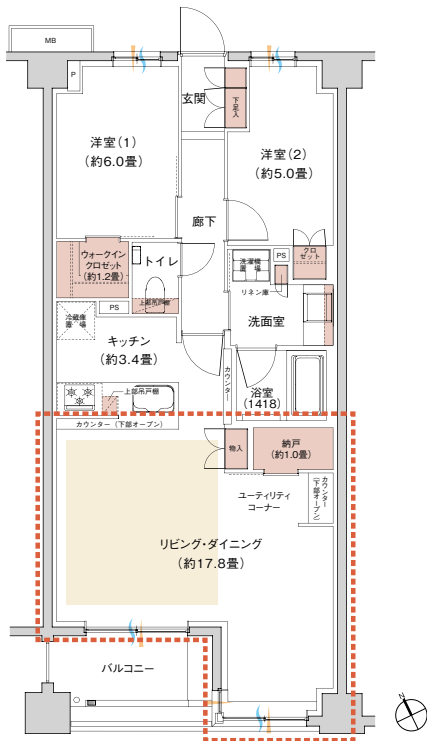 MB
P
玄関
下足入
洋室(1)
(約6.0畳)
洋室(2)
(約5.0畳)
廊下
ウォークイン
クロゼット
(約1.2畳)
トイレ
上部吊戸棚
洗濯機
置場
PS
クロ
ゼット
リネン庫
PS
冷蔵庫
置場
洗面室
キッチン
(約3.4畳)
カウンター
浴室
(1418)
上部吊戸棚
カウンター(下部オープン)
物入
納戸
(約1.0畳)
ユーティリティ
コーナー
カウンター
(下部オープン)
リビング・ダイニング
(約17.8畳)
バルコニー
N